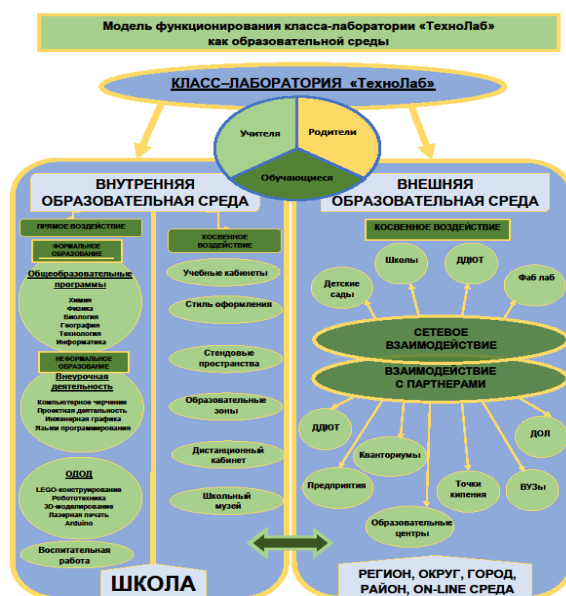 Модель функционирования класса-лаборатории «ТехноЛаб»
как образовательной среды
КЛАСС–ЛАБОРАТОРИЯ «ТехноЛаб»
Учителя
Родители
Обучающиеся
ВНУТРЕННЯЯ
ОБРАЗОВАТЕЛЬНАЯ СРЕДА
ПРЯМОЕ ВОЗДЕЙСТВИЕ
ФОРМАЛЬНОЕ
ОБРАЗОВАНИЕ
Общеобразовательные
программы
Химия
Физика
Биология
География
Технология
Информатика
НЕФОРМАЛЬНОЕ
ОБРАЗОВАНИЕ
Внеурочная
деятельность
Компьютерное черчение
Проектная деятельность
Инженерная графика
Языки программирования
ОДОД
LEGO-конструирование
Робототехника
3D-моделирование
Лазерная печать
Arduino
Воспитательная
работа
КОСВЕННОЕ
ВОЗДЕЙСТВИЕ
Учебные кабинеты
Стиль оформления
Стендовые
пространства
Образовательные
зоны
Дистанционный
кабинет
Школьный
музей
ШКОЛА
ВНЕШНЯЯ
ОБРАЗОВАТЕЛЬНАЯ СРЕДА
КОСВЕННОЕ ВОЗДЕЙСТВИЕ
Детские
сады
Школы
ДДЮТ
Фаб лаб
СЕТЕВОЕ
ВЗАИМОДЕЙСТВИЕ
ВЗАИМОДЕЙСТВИЕ
С ПАРТНЕРАМИ
ДДЮТ
Предприятия
Кванториумы
Образовательные
центры
Точки
кипения
ВУЗы
ДОЛ
РЕГИОН, ОКРУГ, ГОРОД,
РАЙОН, ON-LINE СРЕДА